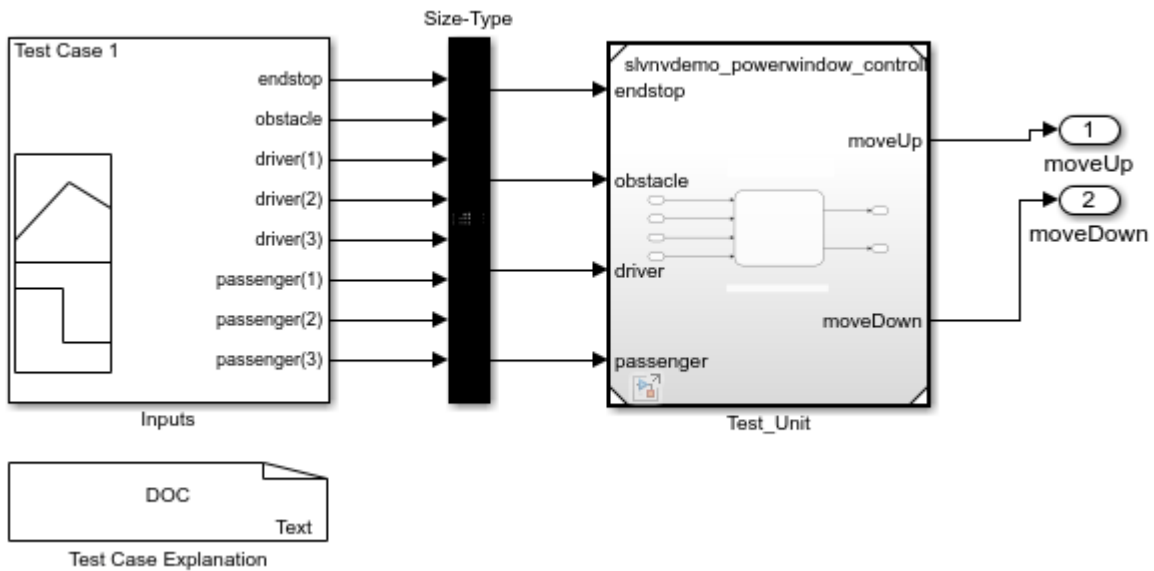 Size-Type
Test Case 1
endstop
obstacle
driver(1)
driver(2)
driver(3)
passenger(1)
passenger(2)
passenger(3)
Inputs
slvnvdemo_powerwindow_controll
endstop
obstacle
driver
passenger
moveUp
moveDown
Test_Unit
1
moveUp
2
moveDown
DOC
Text
Test Case Explanation